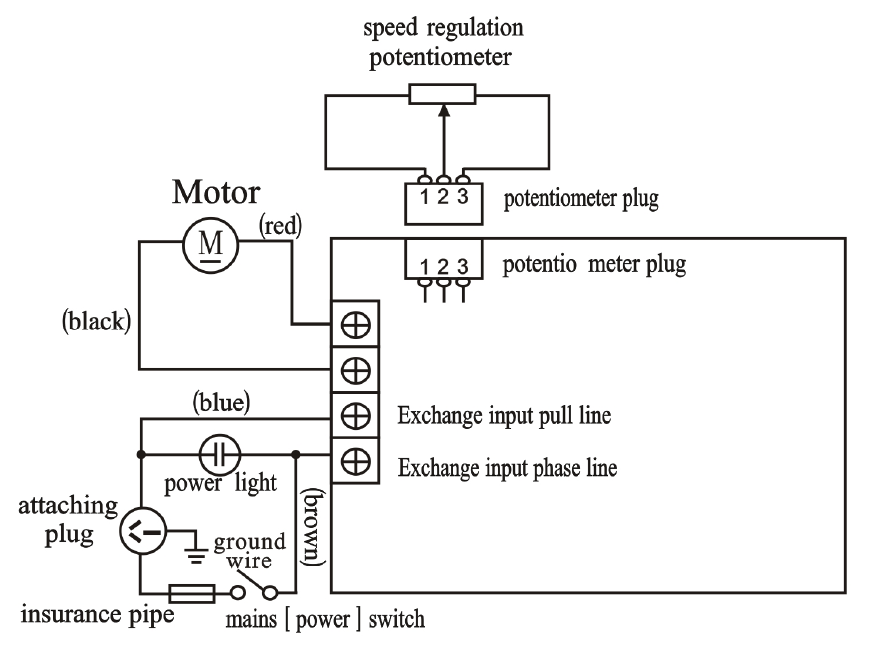 speed regulation
potentiometer
1 2 3
potentiometer plug
Motor
M
(red)
1 2 3
potentio meter plug
(black)
(blue)
Exchange input pull line
Exchange input phase line
power light
(brown)
attaching
plug
ground
wire
insurance pipe
mains [ power ] switch